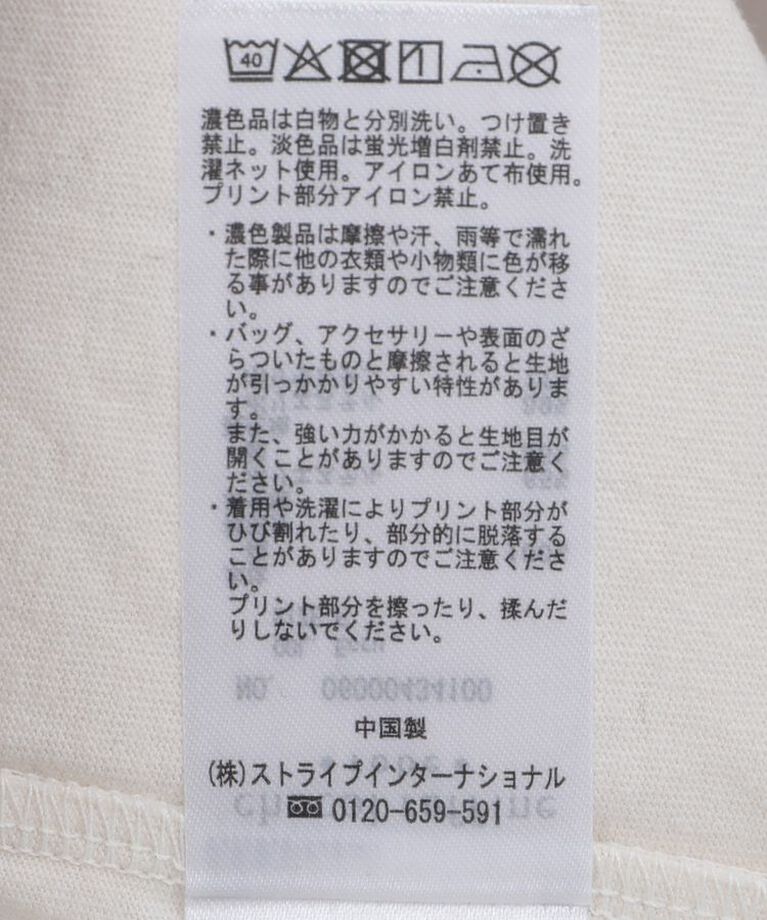 40
濃色品は白物と分別洗い。つけ置き
禁止。淡色品は蛍光増白剤禁止。洗
濯ネット使用。アイロンあて布使用。
プリント部分アイロン禁止。
・濃色製品は摩擦や汗、雨等で濡れ
た際に他の衣類や小物類に色が移
る事がありますのでご注意くださ
い。
・バッグ、アクセサリーや表面のざ
らついたものと摩擦されると生地
が引っかかりやすい特性がありま
す。
また、強い力がかかると生地目が
開くことがありますのでご注意く
ださい。
・着用や洗濯によりプリント部分が
ひび割れたり、部分的に脱落する
ことがありますのでご注意くださ
い。
プリント部分を擦ったり、揉んだ
りしないでください。
NO. 06000434100
中国製
(株)ストライプインターナショナル
0120-659-591